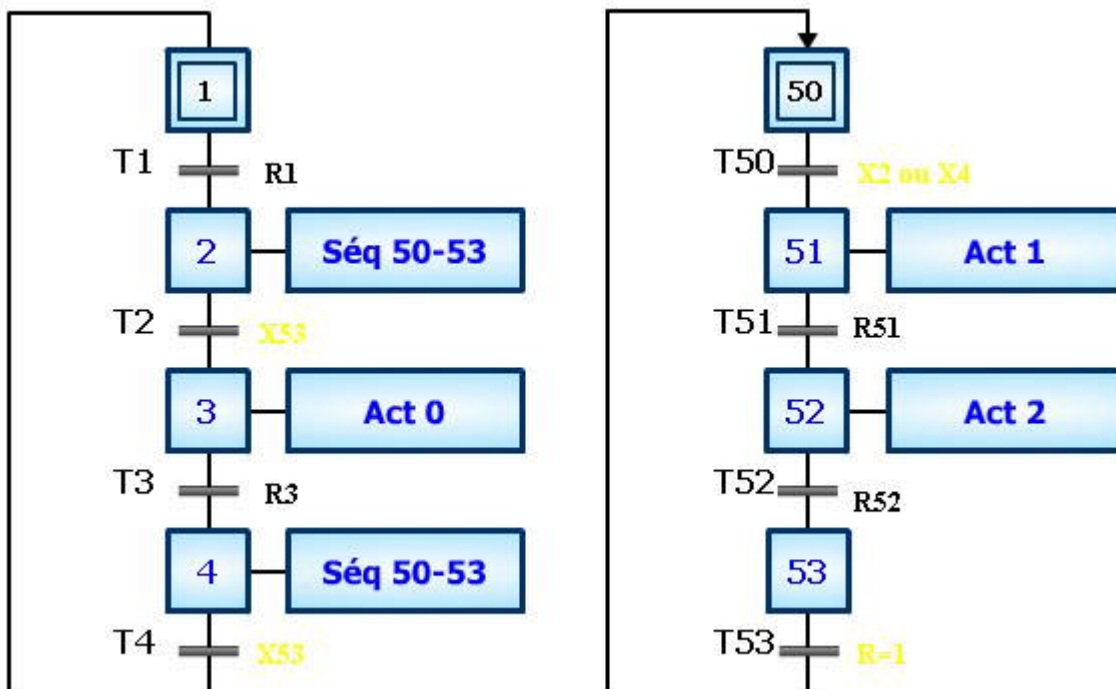 1
T1 R1
2 Séq 50-53
T2 X53
3 Act 0
T3 R3
4 Séq 50-53
T4 X53
50
T50 X2 ou X4
51 Act 1
T51 R51
52 Act 2
T52 R52
53
T53 R=1